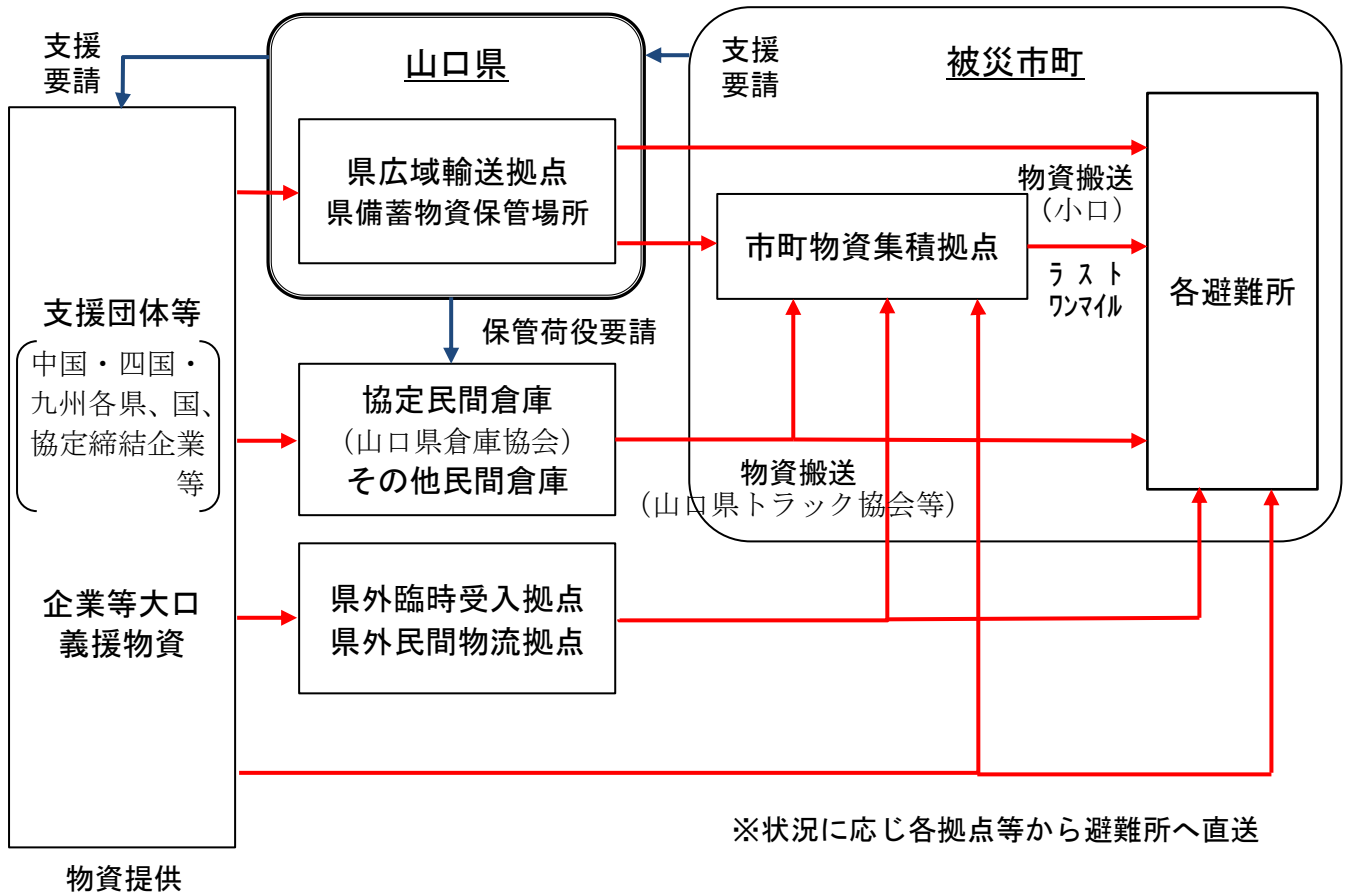 支援
要請
山口県
支援
要請
被災市町
県広域輸送拠点
県備蓄物資保管場所
物資搬送
（小口）
市町物資集積拠点
ラスト
ワンマイル
各避難所
支援団体等
中国・四国・
九州各県、国、
協定締結企業
等
保管荷役要請
協定民間倉庫
（山口県倉庫協会）
その他民間倉庫
物資搬送
（山口県トラック協会等）
企業等大口
義援物資
県外臨時受入拠点
県外民間物流拠点
※状況に応じ各拠点等から避難所へ直送
物資提供